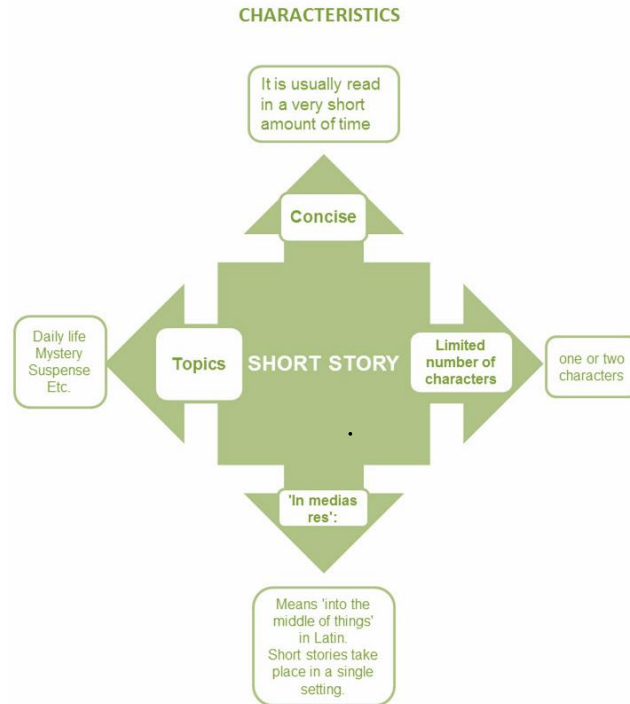 CHARACTERISTICS
It is usually read
in a very short
amount of time
Concise
Daily life
Mystery
Suspense
Etc.
Topics
SHORT STORY
Limited
number of
characters
one or two
characters
'In medias
res':
Means 'into the
middle of things'
in Latin.
Short stories take
place in a single
setting.